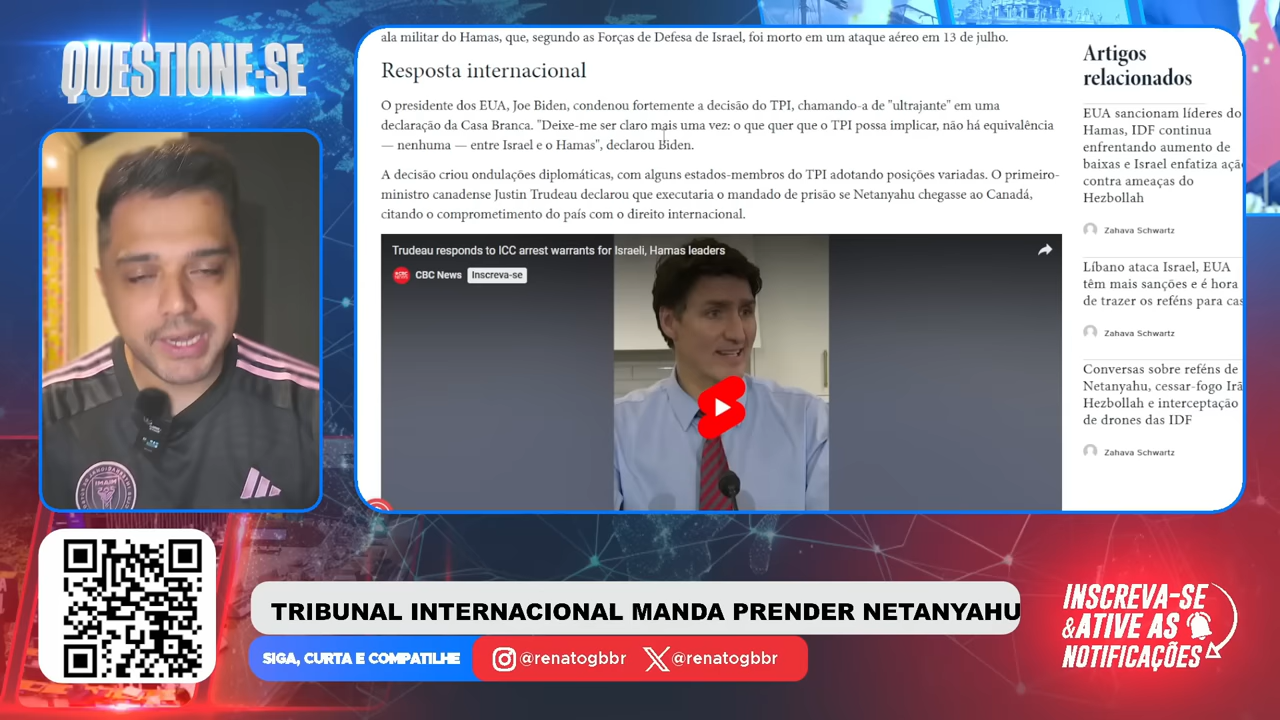 QUESTIONE-SE
ala militar do Hamas, que, segundo as Forças de Defesa de Israel, foi morto em um ataque aéreo em 13 de julho.
Resposta internacional
O presidente dos EUA, Joe Biden, condenou fortemente a decisão do TPI, chamando-a de "ultrajante" em uma
declaração da Casa Branca. "Deixe-me ser claro mais uma vez: o que quer que o TPI possa implicar, não há equivalência
— nenhuma — entre Israel e o Hamas", declarou Biden.
A decisão criou ondulações diplomáticas, com alguns estados-membros do TPI adotando posições variadas. O primeiro-
ministro canadense Justin Trudeau declarou que executaria o mandado de prisão se Netanyahu chegasse ao Canadá,
citando o comprometimento do país com o direito internacional.
Trudeau responds to ICC arrest warrants for Israeli, Hamas leaders
CBC News Inscreva-se
Artigos
relacionados
EUA sancionam líderes do
Hamas, IDF continua
enfrentando aumento de
baixas e Israel enfatiza açã
contra ameaças do
Hezbollah
Zahava Schwartz
Líbano ataca Israel, EUA
têm mais sanções e é hora
de trazer os reféns para cas
Zahava Schwartz
Conversas sobre reféns de
Netanyahu, cessar-fogo Irã
Hezbollah e interceptação
de drones das IDF
Zahava Schwartz
TRIBUNAL INTERNACIONAL MANDA PRENDER NETANYAHU
SIGA, CURTA E COMPATILHE
@renatogbbr
@renatogbbr
INSCREVA-SE
&ATIVE AS
NOTIFICAÇÕES